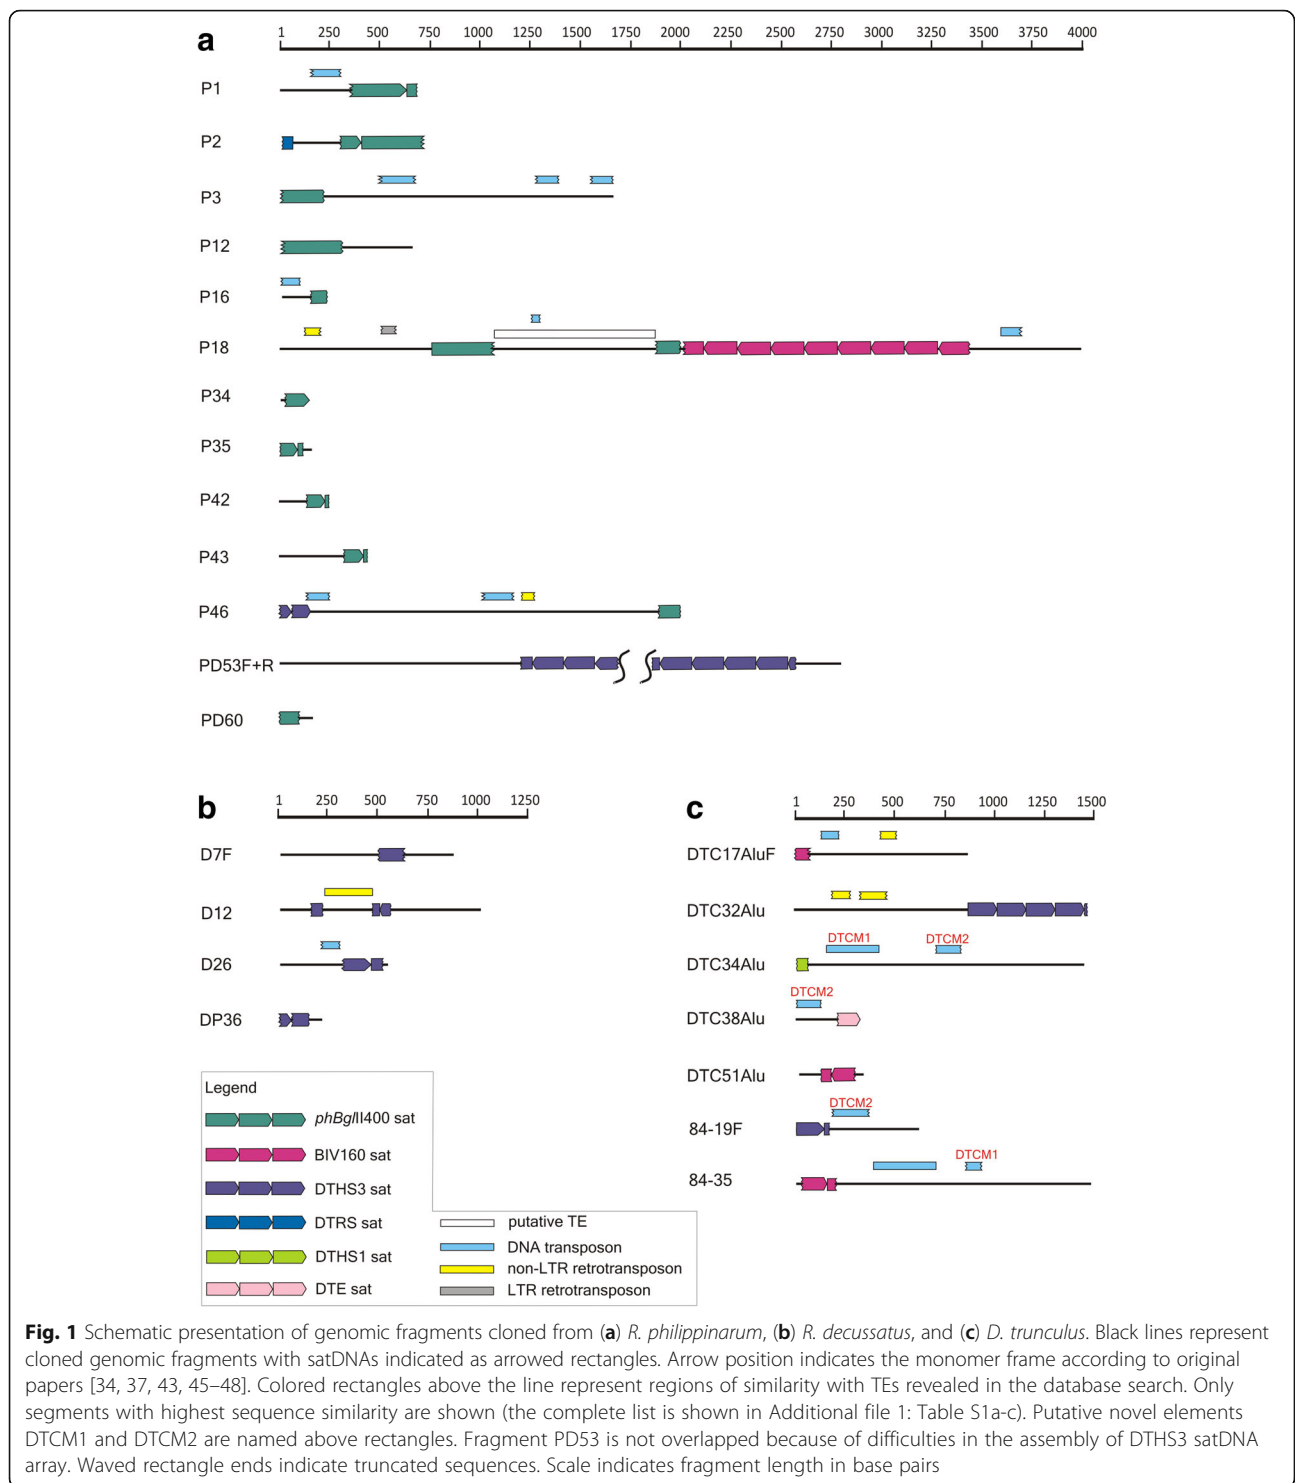 a
1 250 500 750 1000 1250 1500 1750 2000 2250 2500 2750 3000 3250 3500 4000
P1
P2
P3
P12
P16
P18
P34
P35
P42
P43
P46
PD53F+R
PD60
b
1 250 500 750 1000 1250
D7F
D12
D26
DP36
c
1 250 500 750 1000 1250 1500
DTC17AluF
DTC32Alu
DTCM1 DTCM2
DTC34Alu
DTCM2
DTC38Alu
DTC51Alu
DTCM2
84-19F
DTCM1
84-35
Legend
phBglII400 sat
BIV160 sat
DTHS3 sat
DTRS sat
DTHS1 sat
DTE sat
putative TE
DNA transposon
non-LTR retrotransposon
LTR retrotransposon
Fig. 1 Schematic presentation of genomic fragments cloned from (a) R. philippinarum, (b) R. decussatus, and (c) D. trunculus. Black lines represent
cloned genomic fragments with satDNAs indicated as arrowed rectangles. Arrow position indicates the monomer frame according to original
papers [34, 37, 43, 45–48]. Colored rectangles above the line represent regions of similarity with TEs revealed in the database search. Only
segments with highest sequence similarity are shown (the complete list is shown in Additional file 1: Table S1a-c). Putative novel elements
DTCM1 and DTCM2 are named above rectangles. Fragment PD53 is not overlapped because of difficulties in the assembly of DTHS3 satDNA
array. Waved rectangle ends indicate truncated sequences. Scale indicates fragment length in base pairs